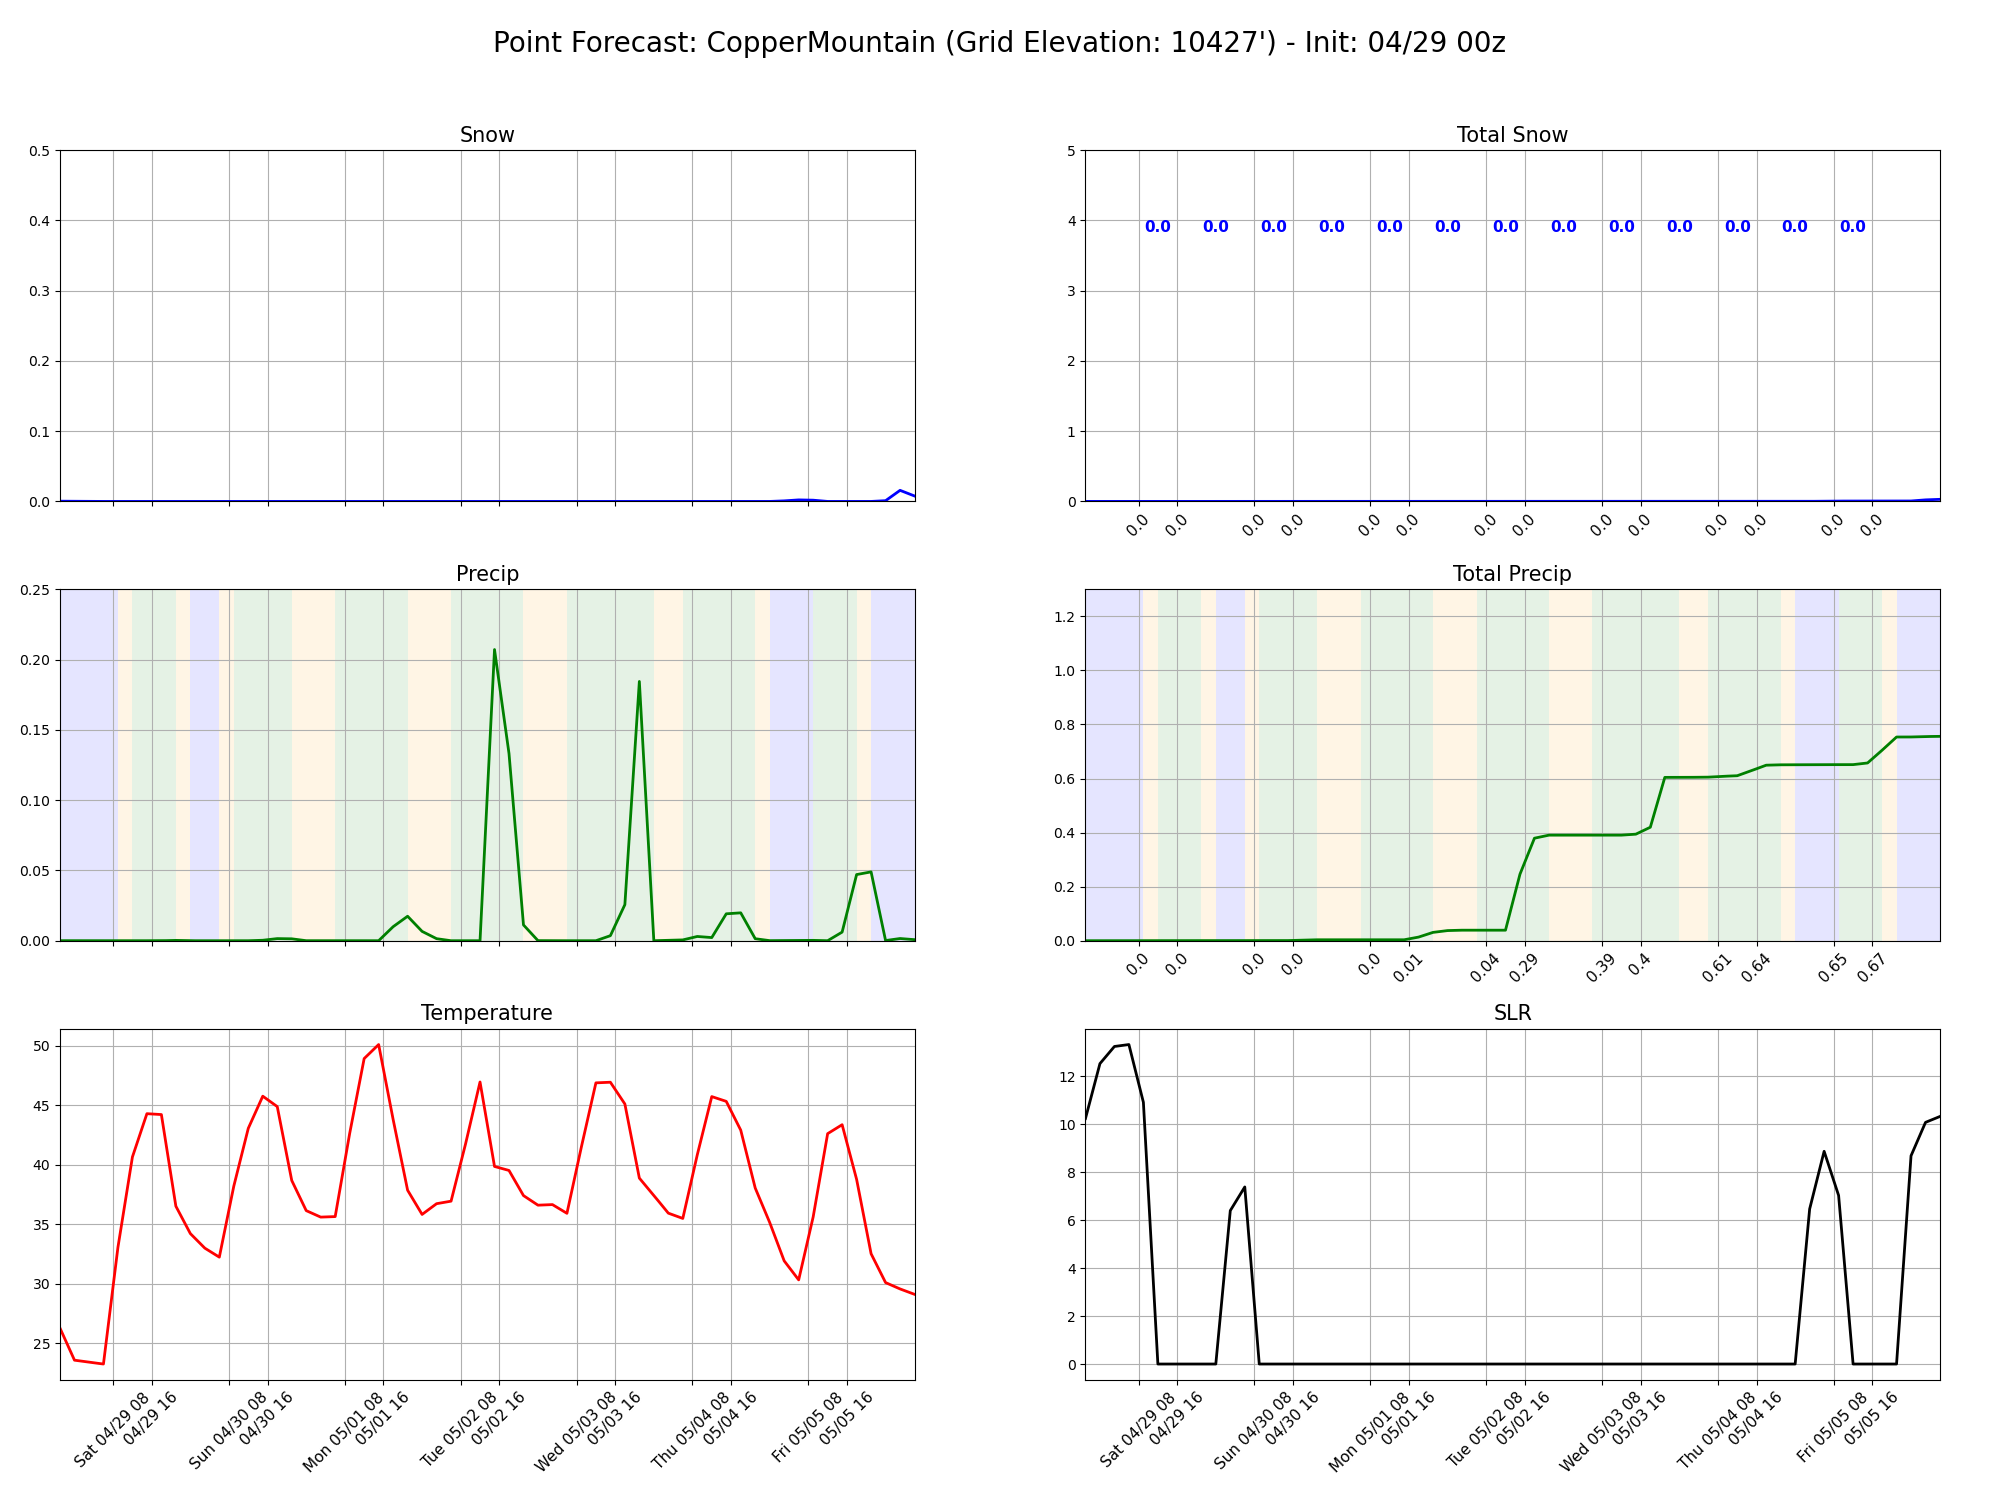 Point Forecast: CopperMountain (Grid Elevation: 10427') - Init: 04/29 00z
Snow
0.5
0.4
0.3
0.2
0.1
0.0
Total Snow
5
4
3
2
1
0
0.0 0.0 0.0 0.0 0.0 0.0 0.0 0.0 0.0 0.0 0.0 0.0 0.0
0.0 0.0 0.0 0.0 0.0 0.0 0.0 0.0 0.0 0.0 0.0 0.0 0.0 0.0
Precip
0.25
0.20
0.15
0.10
0.05
0.00
Total Precip
1.2
1.0
0.8
0.6
0.4
0.2
0.0
0.0 0.0 0.0 0.0 0.0 0.01 0.04 0.29 0.39 0.4 0.61 0.64 0.65 0.67
Temperature
50
45
40
35
30
25
Sat 04/29 08
04/29 16
Sun 04/30 08
04/30 16
Mon 05/01 08
05/01 16
Tue 05/02 08
05/02 16
Wed 05/03 08
05/03 16
Thu 05/04 08
05/04 16
Fri 05/05 08
05/05 16
SLR
12
10
8
6
4
2
0
Sat 04/29 08
04/29 16
Sun 04/30 08
04/30 16
Mon 05/01 08
05/01 16
Tue 05/02 08
05/02 16
Wed 05/03 08
05/03 16
Thu 05/04 08
05/04 16
Fri 05/05 08
05/05 16